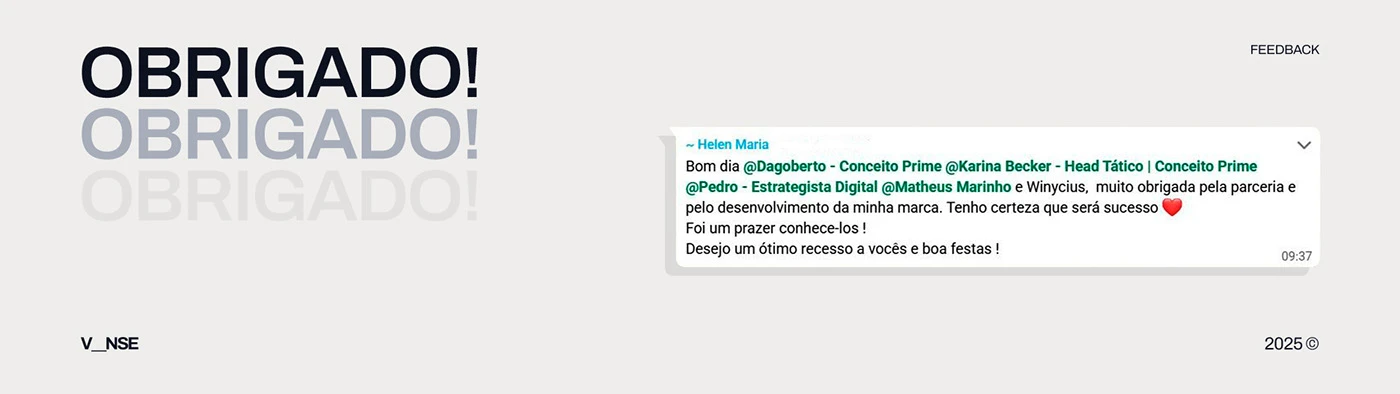 OBRIGADO!
OBRIGADO!
OBRIGADO!
FEEDBACK
~ Helen Maria
Bom dia @Dagoberto - Conceito Prime @Karina Becker - Head Tático | Conceito Prime
@Pedro - Estrategista Digital @Matheus Marinho e Winycius, muito obrigada pela parceria e
pelo desenvolvimento da minha marca. Tenho certeza que será sucesso ❤️
Foi um prazer conhece-los !
Desejo um ótimo recesso a vocês e boa festas !
09:37
V__NSE
2025 ©